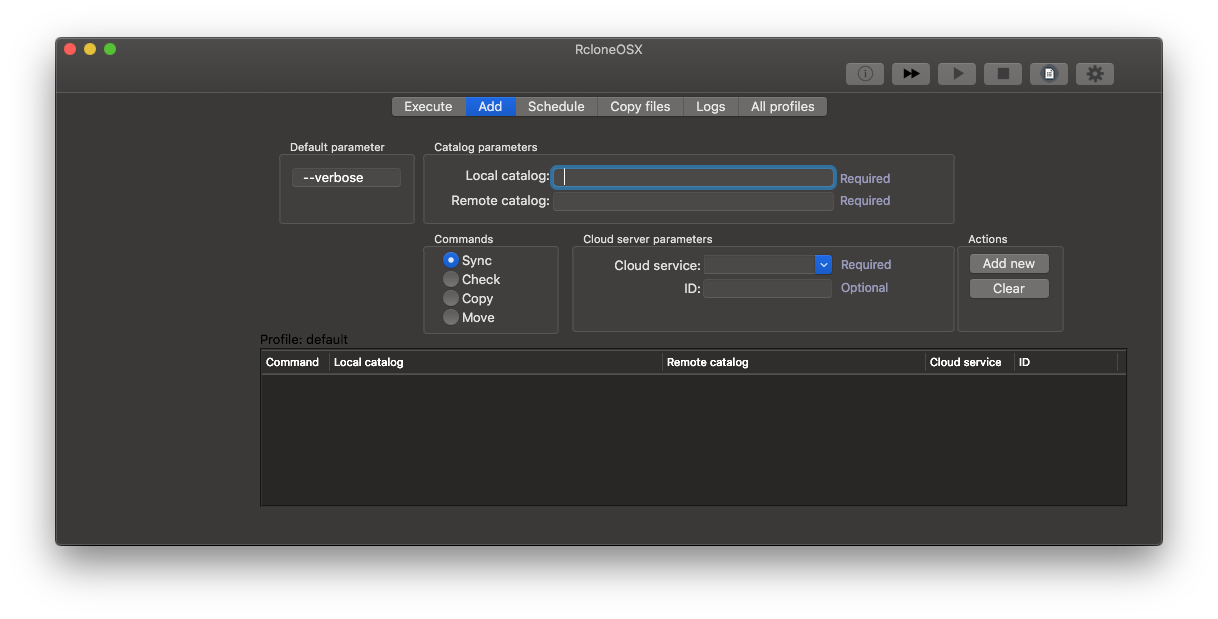 RcloneOSX
Execute Add Schedule Copy files Logs All profiles
Default parameter
--verbose
Catalog parameters
Local catalog: Required
Remote catalog: Required
Commands
Sync
Check
Copy
Move
Cloud server parameters
Cloud service: Required
ID: Optional
Actions
Add new
Clear
Profile: default
Command Local catalog Remote catalog Cloud service ID